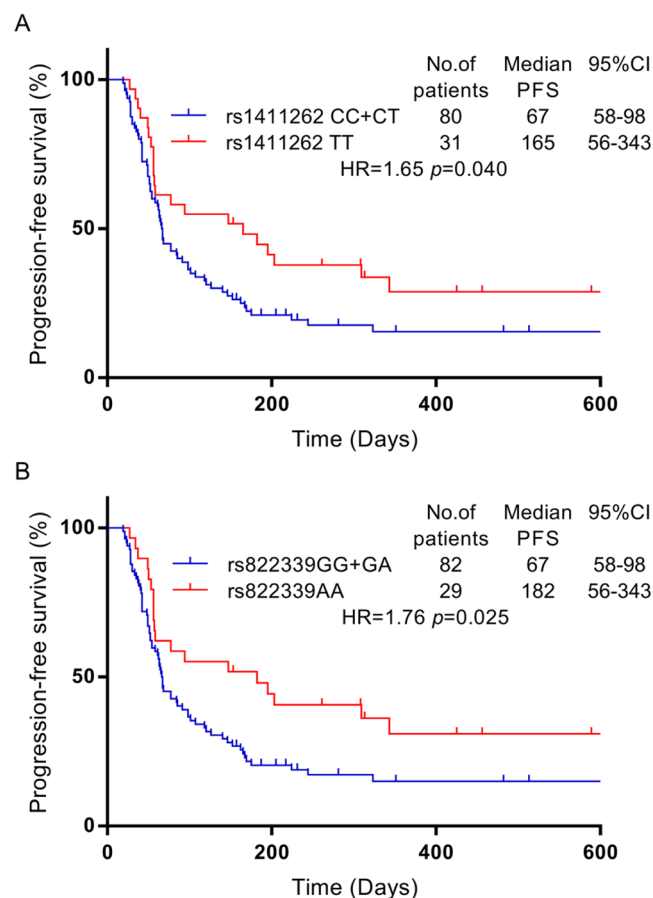 A
Progression-free survival (%)
100
50
0
0 200 400 600
Time (Days)
No.of Median 95%CI
patients PFS
rs1411262 CC+CT 80 67 58-98
rs1411262 TT 31 165 56-343
HR=1.65 p=0.040
B
Progression-free survival (%)
100
50
0
0 200 400 600
Time (Days)
No.of Median 95%CI
patients PFS
rs822339GG+GA 82 67 58-98
rs822339AA 29 182 56-343
HR=1.76 p=0.025